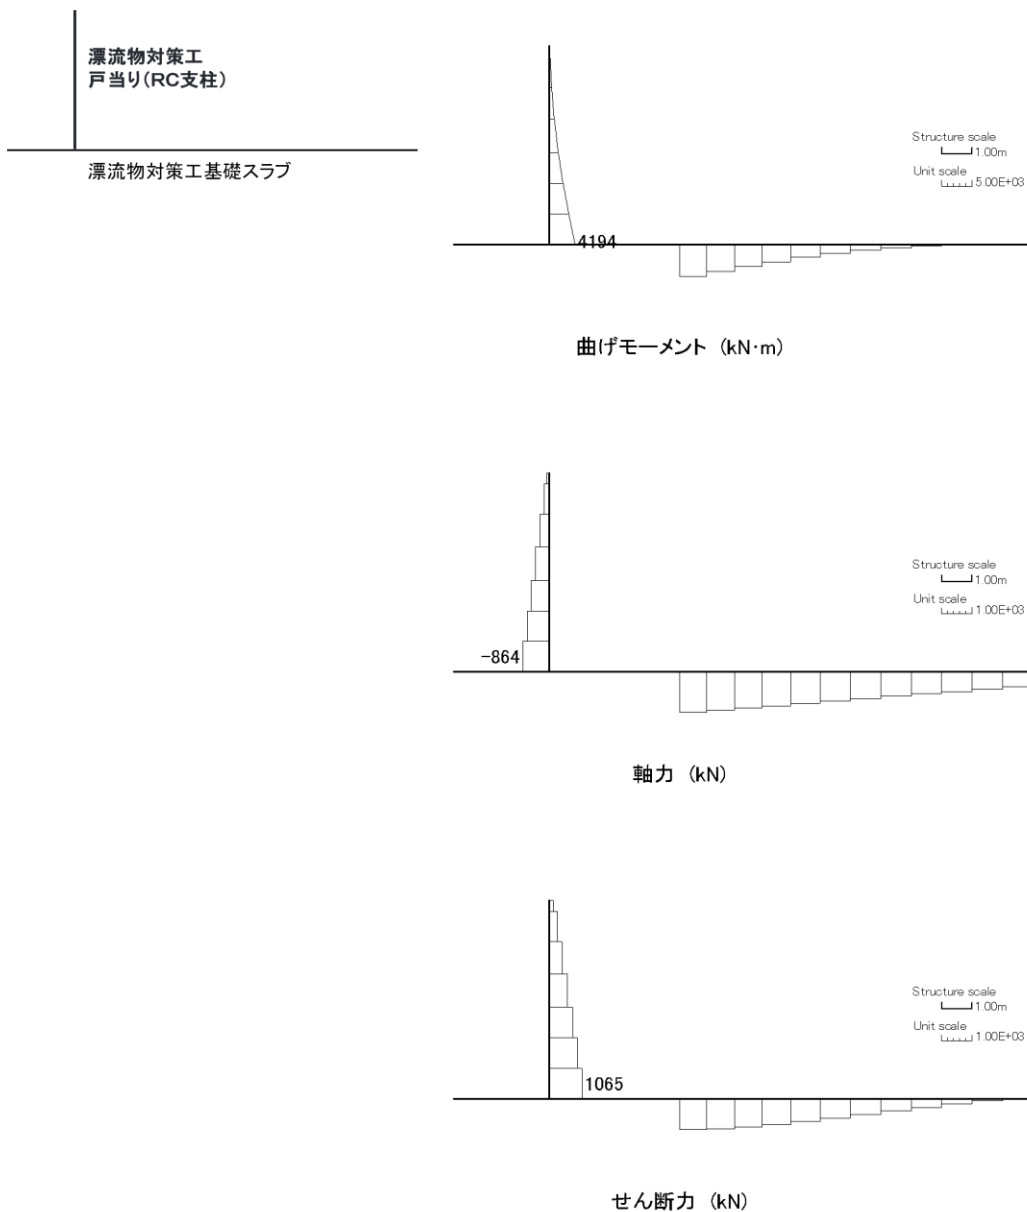 漂流物対策工
戸当り(RC支柱)
漂流物対策工基礎スラブ
Structure scale
1.00m
Unit scale
5.00E+03
4194
曲げモーメント (kN·m)
Structure scale
1.00m
Unit scale
1.00E+03
-864
軸力 (kN)
Structure scale
1.00m
Unit scale
1.00E+03
1065
せん断力 (kN)